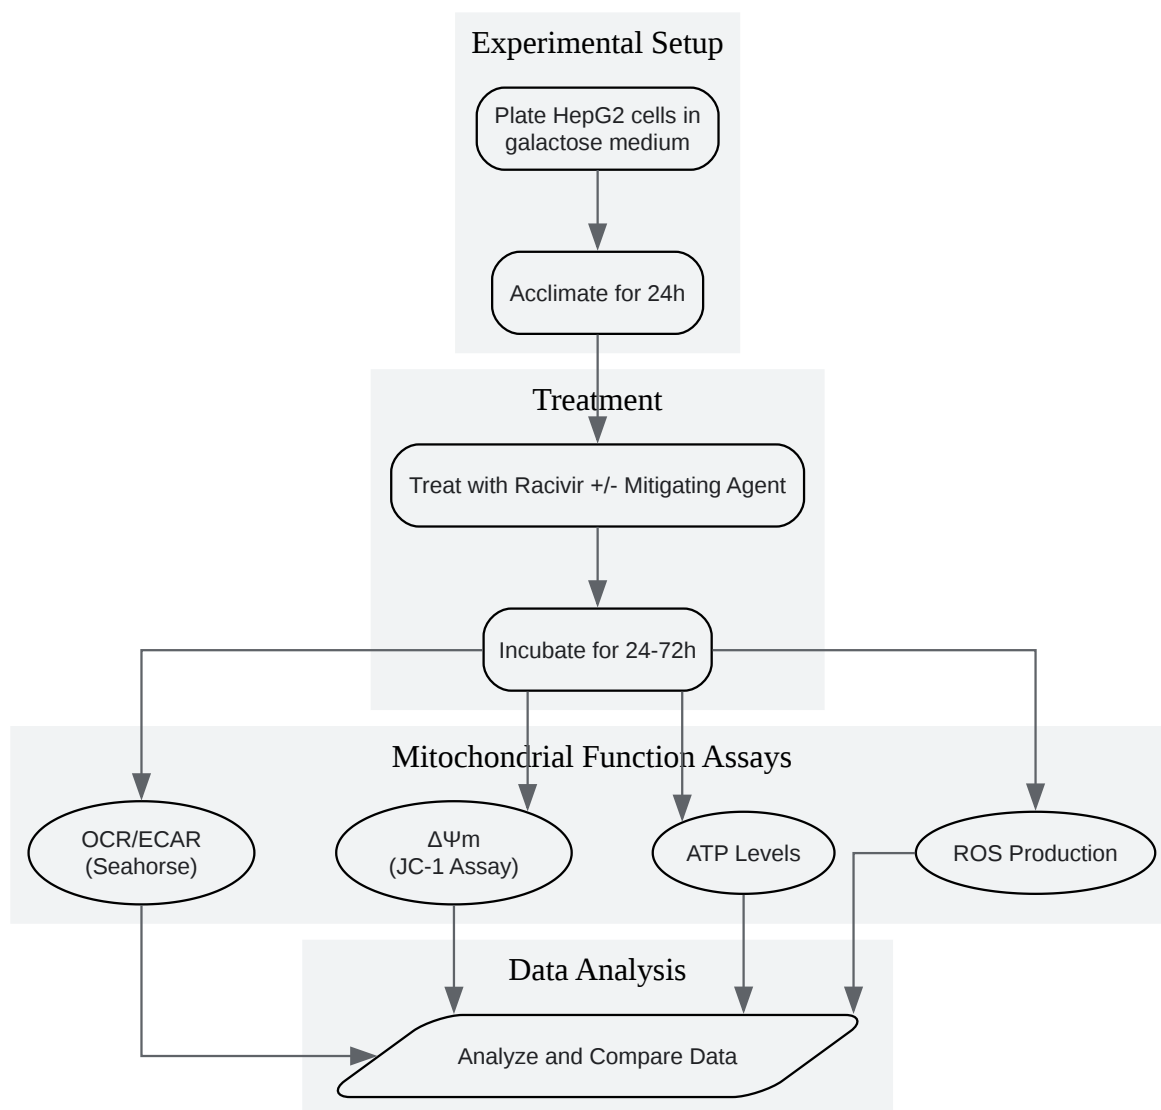 Experimental Setup
Plate HepG2 cells in
galactose medium
Acclimate for 24h
Treatment
Treat with Racivir +/- Mitigating Agent
Incubate for 24-72h
Mitochondrial Function Assays
OCR/ECAR
(Seahorse)
ΔΨm
(JC-1 Assay)
ATP Levels
ROS Production
Data Analysis
Analyze and Compare Data